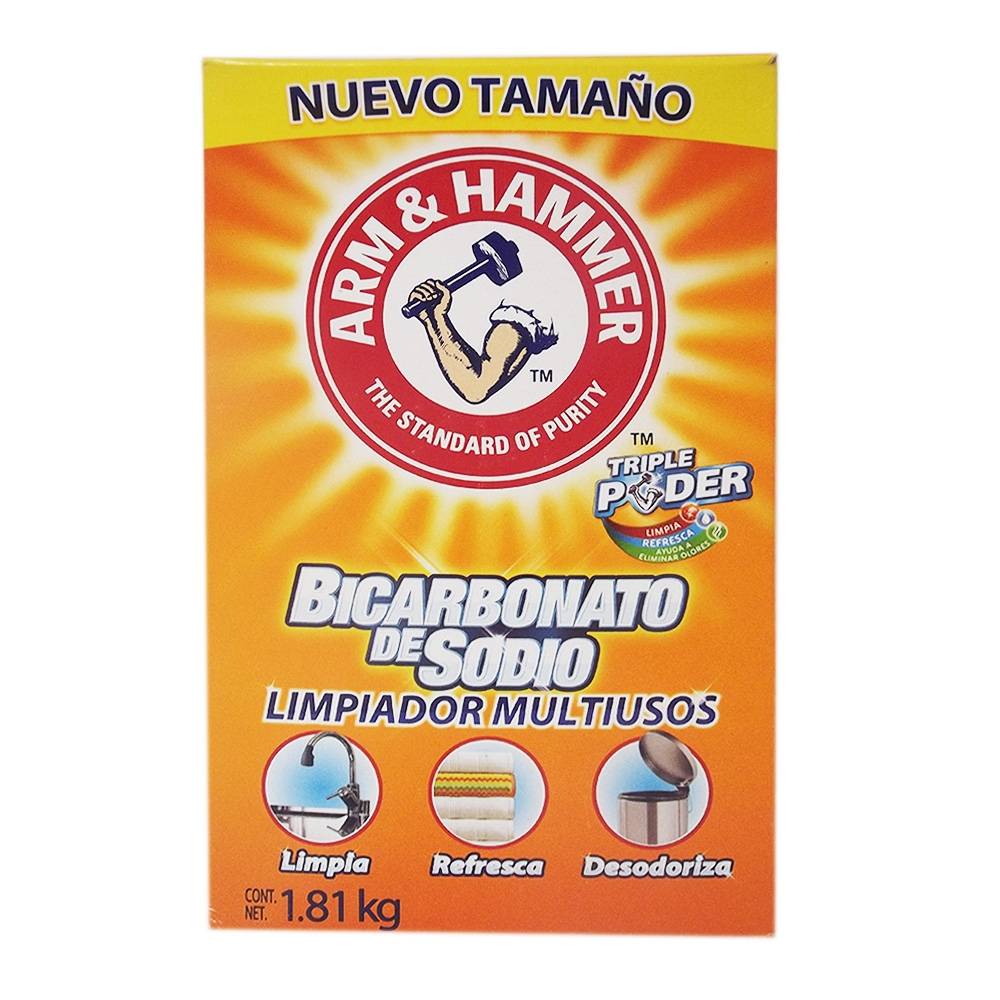 NUEVO TAMAÑO
ARM & HAMMER
TM
THE STANDARD OF PURITY
TM
TRIPLE
PODER
LIMPIA
REFRESCA
AYUDA A
ELIMINAR OLORES
BICARBONATO
DE SODIO
LIMPIADOR MULTIUSOS
Limpia
Refresca
Desodoriza
CONT.
NET. 1.81 kg